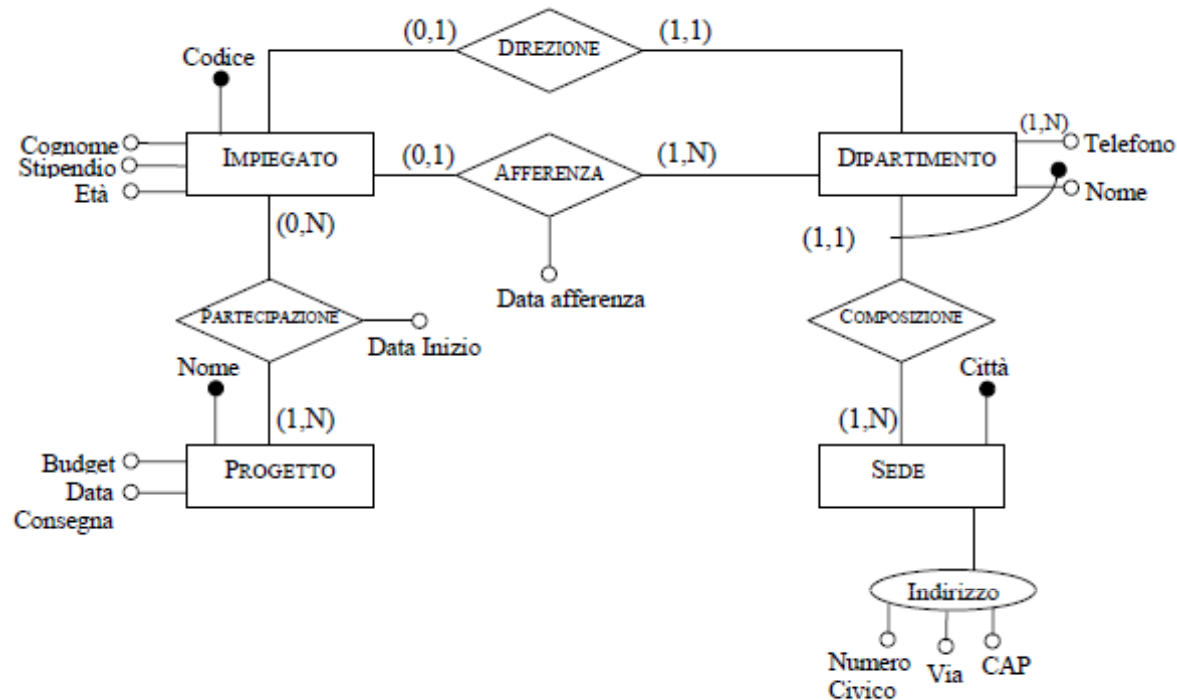 (0,1)
DIREZIONE
(1,1)
Codice
Cognome
Stipendio
Età
IMPIEGATO
(0,1)
AFFERENZA
(1,N)
DIPARTIMENTO
(1,N)
Telefono
Nome
(0,N)
(1,1)
Data afferenza
PARTECIPAZIONE
Data Inizio
COMPOSIZIONE
Nome
Città
(1,N)
(1,N)
Budget
Data
Consegna
PROGETTO
SEDE
Indirizzo
Numero
Civico
Via
CAP